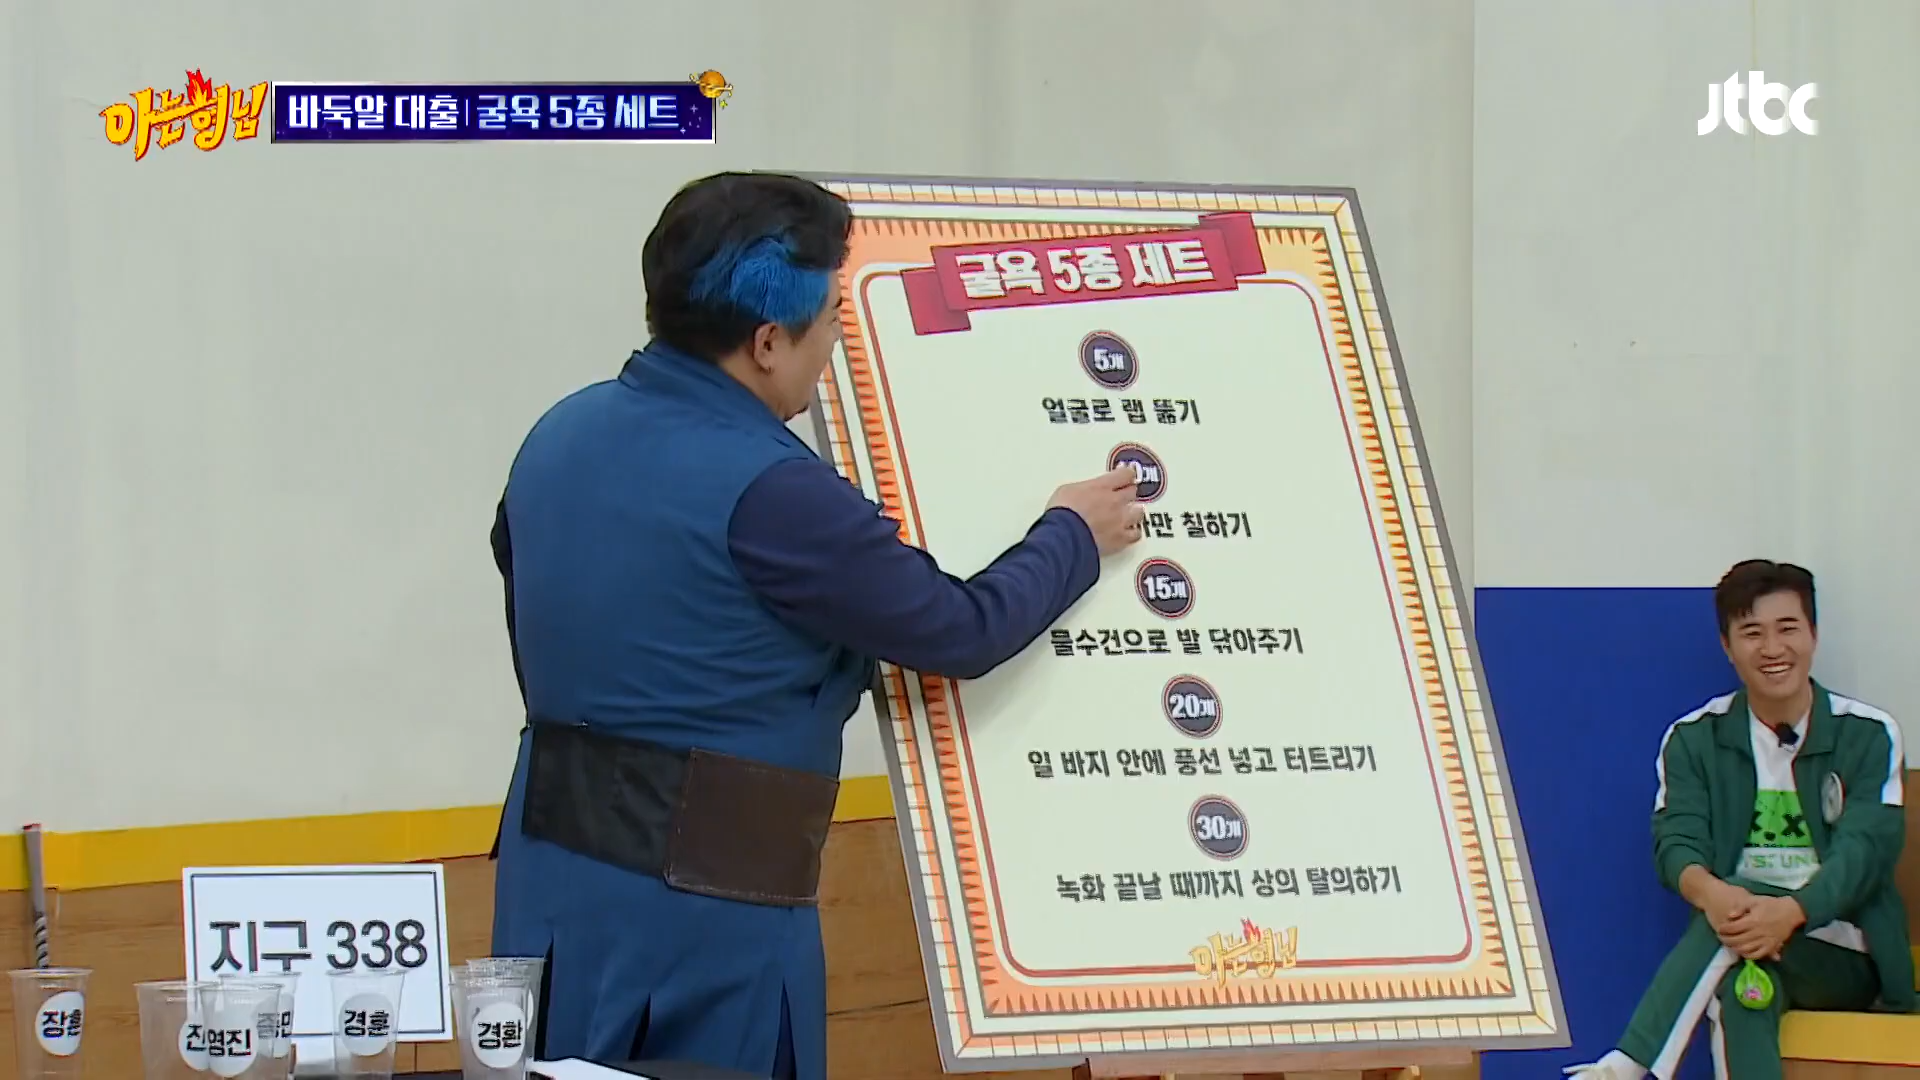 아는형님
바둑알 대출 | 굴욕 5종 세트
jtbc
굴욕 5종 세트
5개
얼굴로 랩 뚫기
칠하기
15개
물수건으로 발 닦아주기
20개
일 바지 안에 풍선 넣고 터트리기
30개
녹화 끝날 때까지 상의 탈의하기
아는형님
지구 338
장훈
영진
경훈
경환